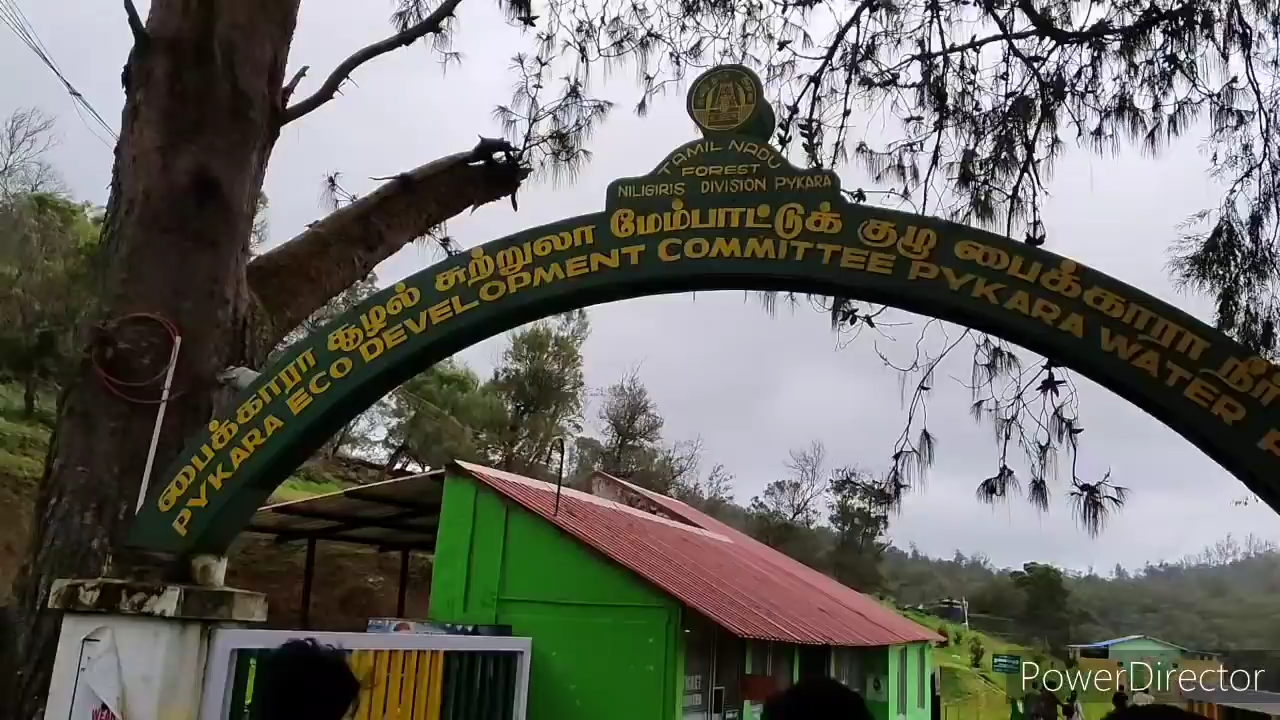 TAMIL NADU
FOREST
NILIGIRIS DIVISION PYKARA
பைக்காரா சூழல் சுற்றுலா மேம்பாட்டுக் குழு பைக்காரா நீர்
PYKARA ECO DEVELOPMENT COMMITTEE PYKARA WATER
PowerDirector